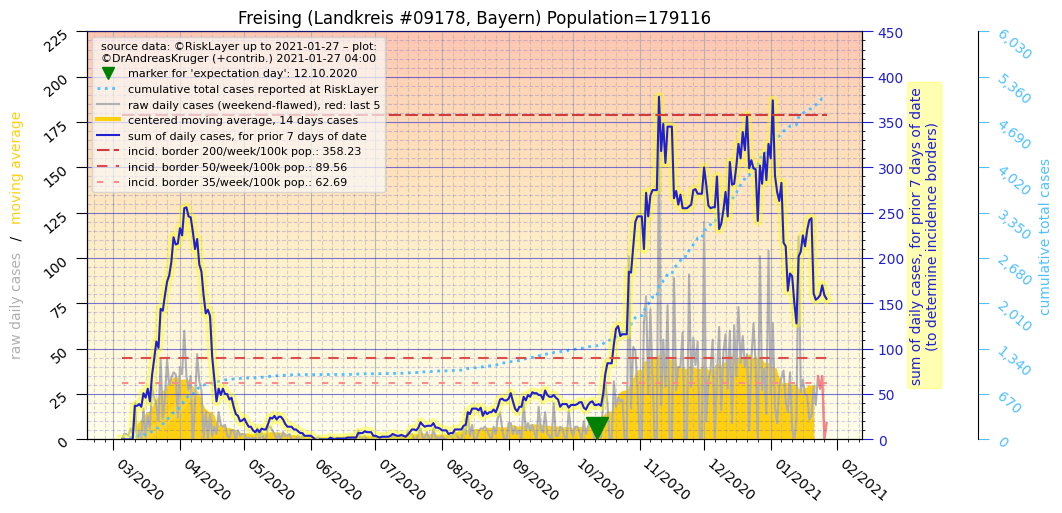 Freising (Landkreis #09178, Bayern) Population=179116
source data: ©RiskLayer up to 2021-01-27 – plot:
©DrAndreasKruger (+contrib.) 2021-01-27 04:00
marker for 'expectation day': 12.10.2020
cumulative total cases reported at RiskLayer
raw daily cases (weekend-flawed), red: last 5
centered moving average, 14 days cases
sum of daily cases, for prior 7 days of date
incid. border 200/week/100k pop.: 358.23
incid. border 50/week/100k pop.: 89.56
incid. border 35/week/100k pop.: 62.69
raw daily cases / moving average
225
200
175
150
125
100
75
50
25
0
03/2020
04/2020
05/2020
06/2020
07/2020
08/2020
09/2020
10/2020
11/2020
12/2020
01/2021
02/2021
450
400
350
300
250
200
150
100
50
0
sum of daily cases, for prior 7 days of date
(to determine incidence borders)
6,030
5,360
4,690
4,020
3,350
2,680
2,010
1,340
670
0
cumulative total cases